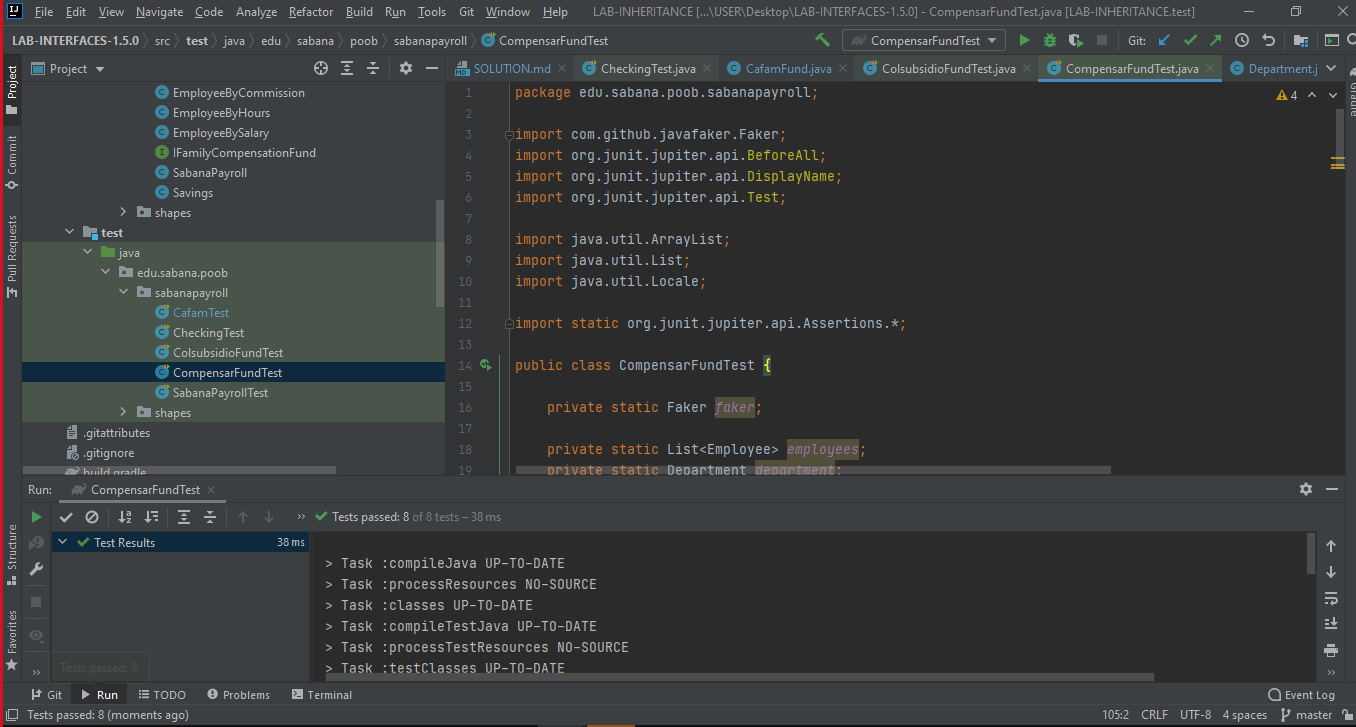 File Edit View Navigate Code Analyze Refactor Build Run Tools Git Window Help LAB-INHERITANCE [...\USER\Desktop\LAB-INTERFACES-1.5.0] - CompensarFundTest.java [LAB-INHERITANCE.test]
LAB-INTERFACES-1.5.0 src test java edu sabana poob sabanapayroll CompensarFundTest CompensarFundTest Git:
Project SOLUTION.md CheckingTest.java CafamFund.java ColsubsidioFundTest.java CompensarFundTest.java Department.j
Project
Commit
Pull Requests
Structure
Favorites
Gradle
EmployeeByCommission
EmployeeByHours
EmployeeBySalary
IFamilyCompensationFund
SabanaPayroll
Savings
shapes
test
java
edu.sabana.poob
sabanapayroll
CafamTest
CheckingTest
ColsubsidioFundTest
CompensarFundTest
SabanaPayrollTest
shapes
.gitattributes
.gitignore
build.gradle
4
1 package edu.sabana.poob.sabanapayroll;
2
3 import com.github.javafaker.Faker;
4 import org.junit.jupiter.api.BeforeAll;
5 import org.junit.jupiter.api.DisplayName;
6 import org.junit.jupiter.api.Test;
7
8 import java.util.ArrayList;
9 import java.util.List;
10 import java.util.Locale;
11
12 import static org.junit.jupiter.api.Assertions.*;
13
14 public class CompensarFundTest {
15
16 private static Faker faker;
17
18 private static List<Employee> employees;
19 private static Department department;
Run: CompensarFundTest
Tests passed: 8 of 8 tests – 38 ms
Test Results 38 ms
> Task :compileJava UP-TO-DATE
> Task :processResources NO-SOURCE
> Task :classes UP-TO-DATE
> Task :compileTestJava UP-TO-DATE
> Task :processTestResources NO-SOURCE
> Task :testClasses UP-TO-DATE
Tests passed: 8
Git Run TODO Problems Terminal Event Log
Tests passed: 8 (moments ago) 105:2 CRLF UTF-8 4 spaces master